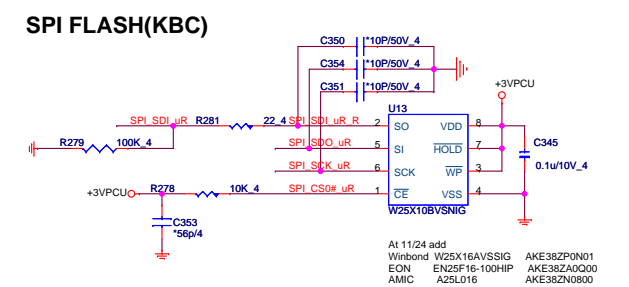 SPI FLASH(KBC)
C350 *10P/50V_4
C354 *10P/50V_4
C351 *10P/50V_4
+3VPCU
U13
SPI_SDI_uR R281 22_4 SPI_SDI_uR_R 2 SO VDD 8
R279 100K_4 SPI_SDO_uR 5 SI HOLD 7 C345
SPI_SCK_uR 6 SCK WP 3 0.1u/10V_4
+3VPCU R278 10K_4 SPI_CS0#_uR 1 CE VSS 4
W25X10BVSNIG
C353
*56p/4
At 11/24 add
Winbond W25X16AVSSIG AKE38ZP0N01
EON EN25F16-100HIP AKE38ZA0Q00
AMIC A25L016 AKE38ZN0800